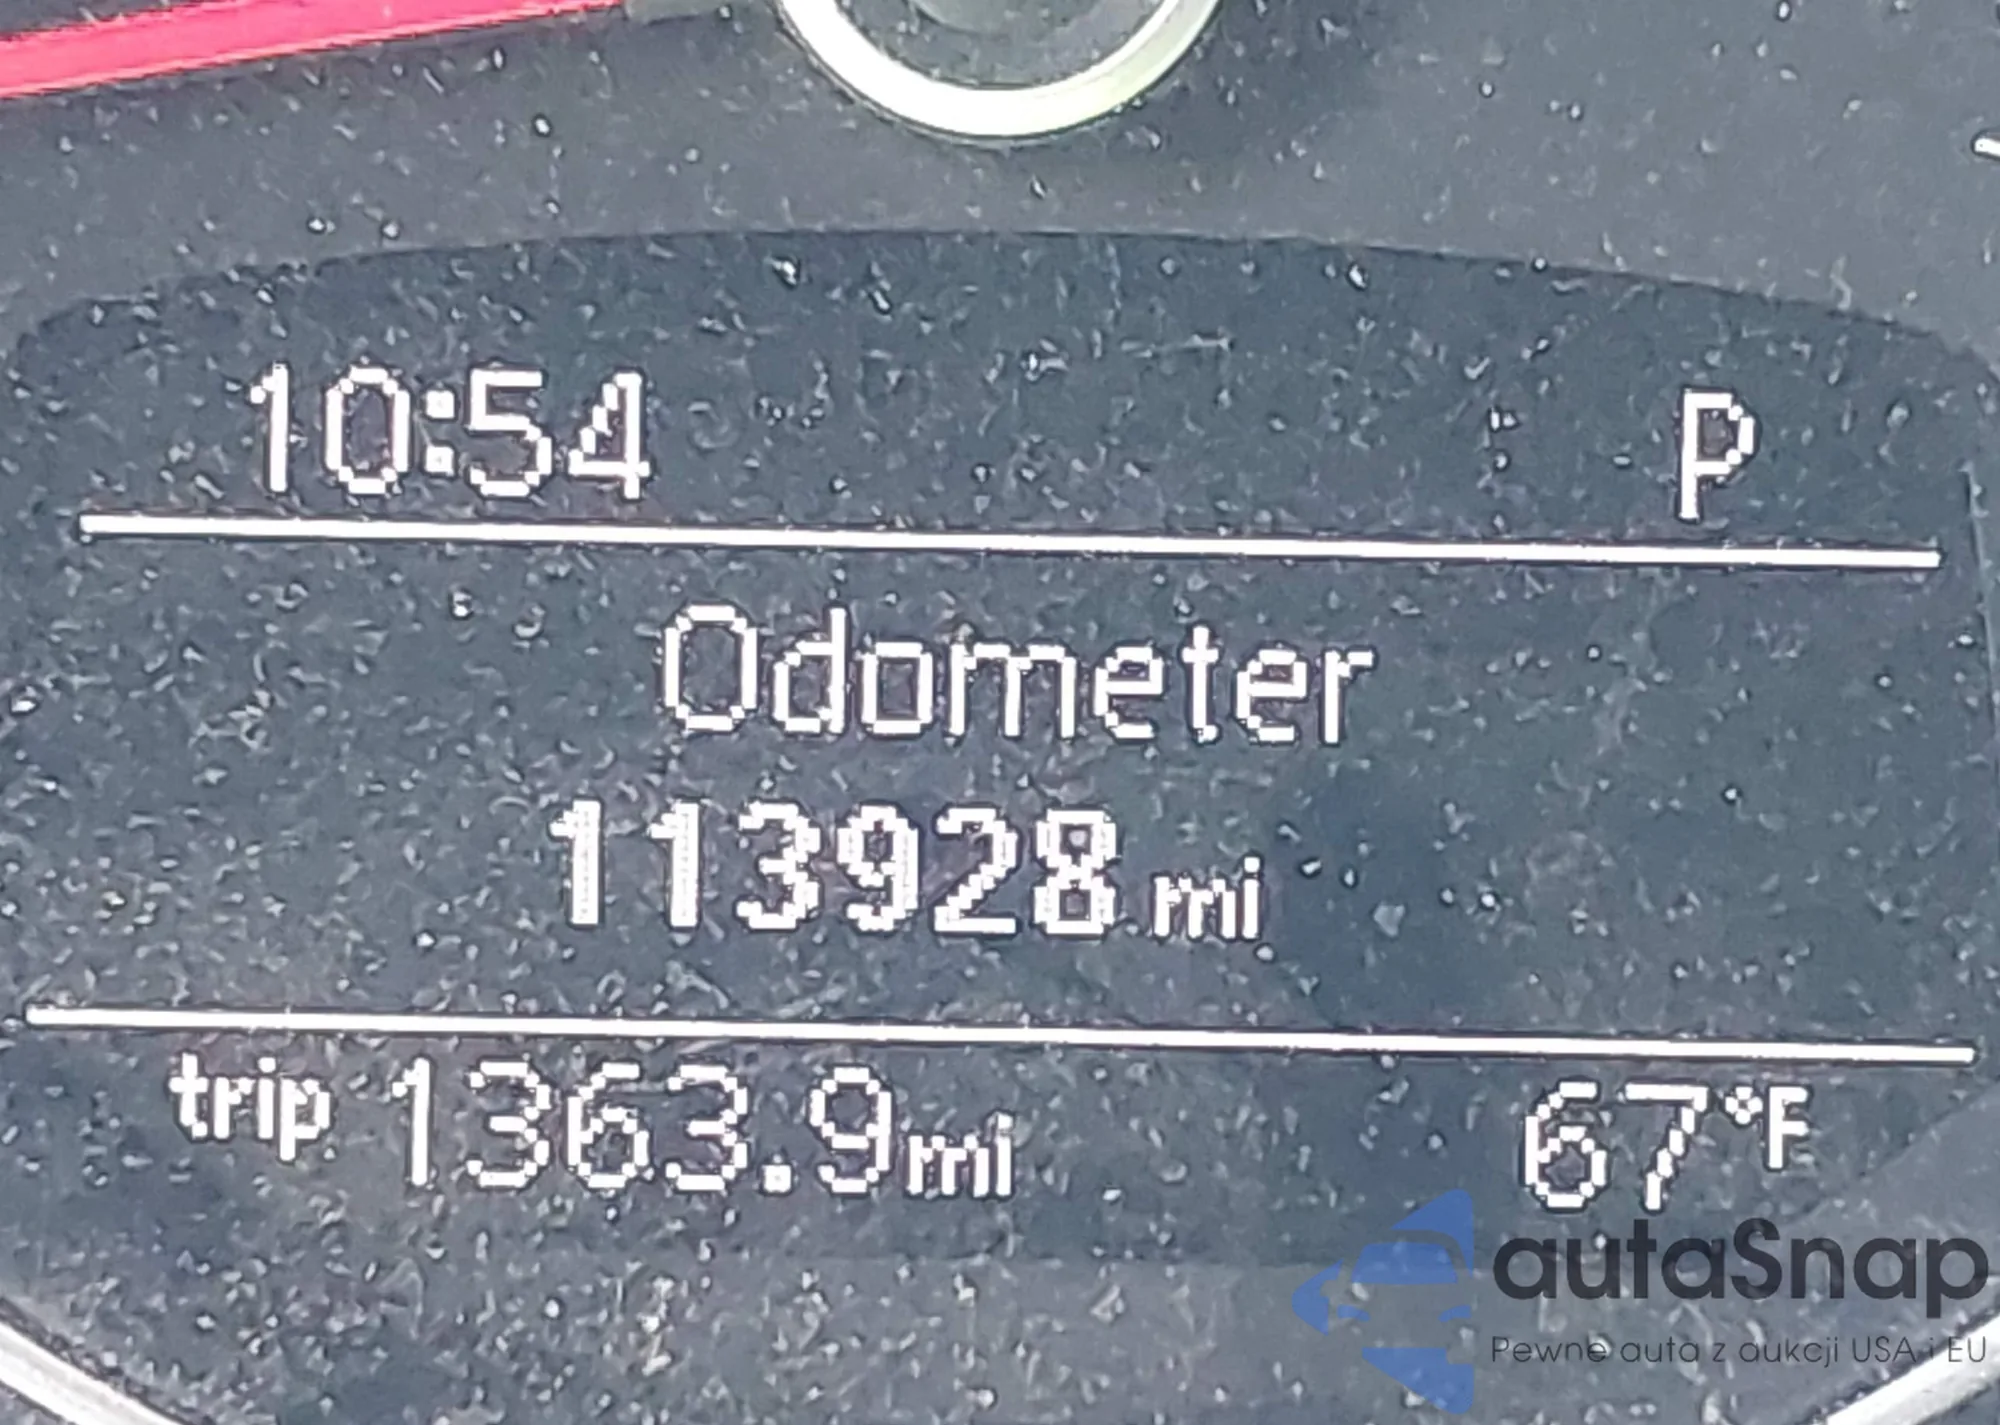 10:54 P
Odometer
113928 mi
trip 1363.9 mi 67°F
autaSnap
Pewne auta z aukcji USA i EU